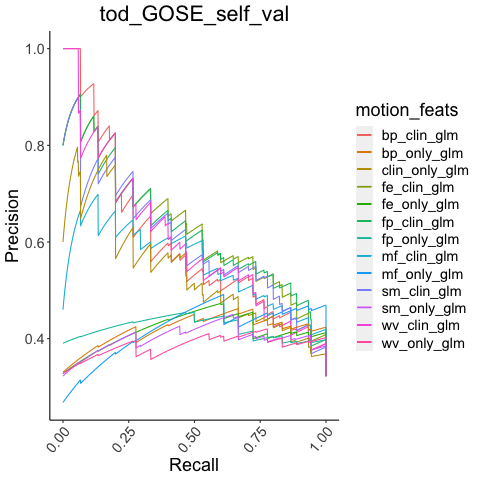 tod_GOSE_self_val
1.0
0.8
0.6
0.4
Precision
0.00
0.25
0.50
0.75
1.00
Recall
motion_feats
bp_clin_glm
bp_only_glm
clin_only_glm
fe_clin_glm
fe_only_glm
fp_clin_glm
fp_only_glm
mf_clin_glm
mf_only_glm
sm_clin_glm
sm_only_glm
wv_clin_glm
wv_only_glm